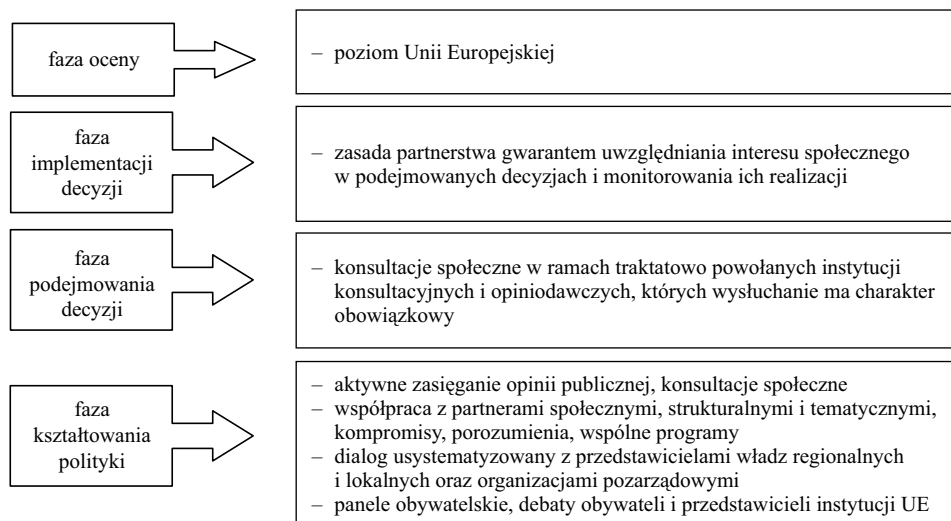 faza oceny
– poziom Unii Europejskiej
faza
implementacji
decyzji
– zasada partnerstwa gwarantem uwzględniania interesu społecznego
w podejmowanych decyzjach i monitorowania ich realizacji
faza
podejmowania
decyzji
– konsultacje społeczne w ramach traktatowo powołanych instytucji
konsultacyjnych i opiniodawczych, których wysłuchanie ma charakter
obowiązkowy
faza
kształtowania
polityki
– aktywne zasięganie opinii publicznej, konsultacje społeczne
– współpraca z partnerami społecznymi, strukturalnymi i tematycznymi,
kompromisy, porozumienia, wspólne programy
– dialog usystematyzowany z przedstawicielami władz regionalnych
i lokalnych oraz organizacjami pozarządowymi
– panele obywatelskie, debaty obywateli i przedstawicieli instytucji UE